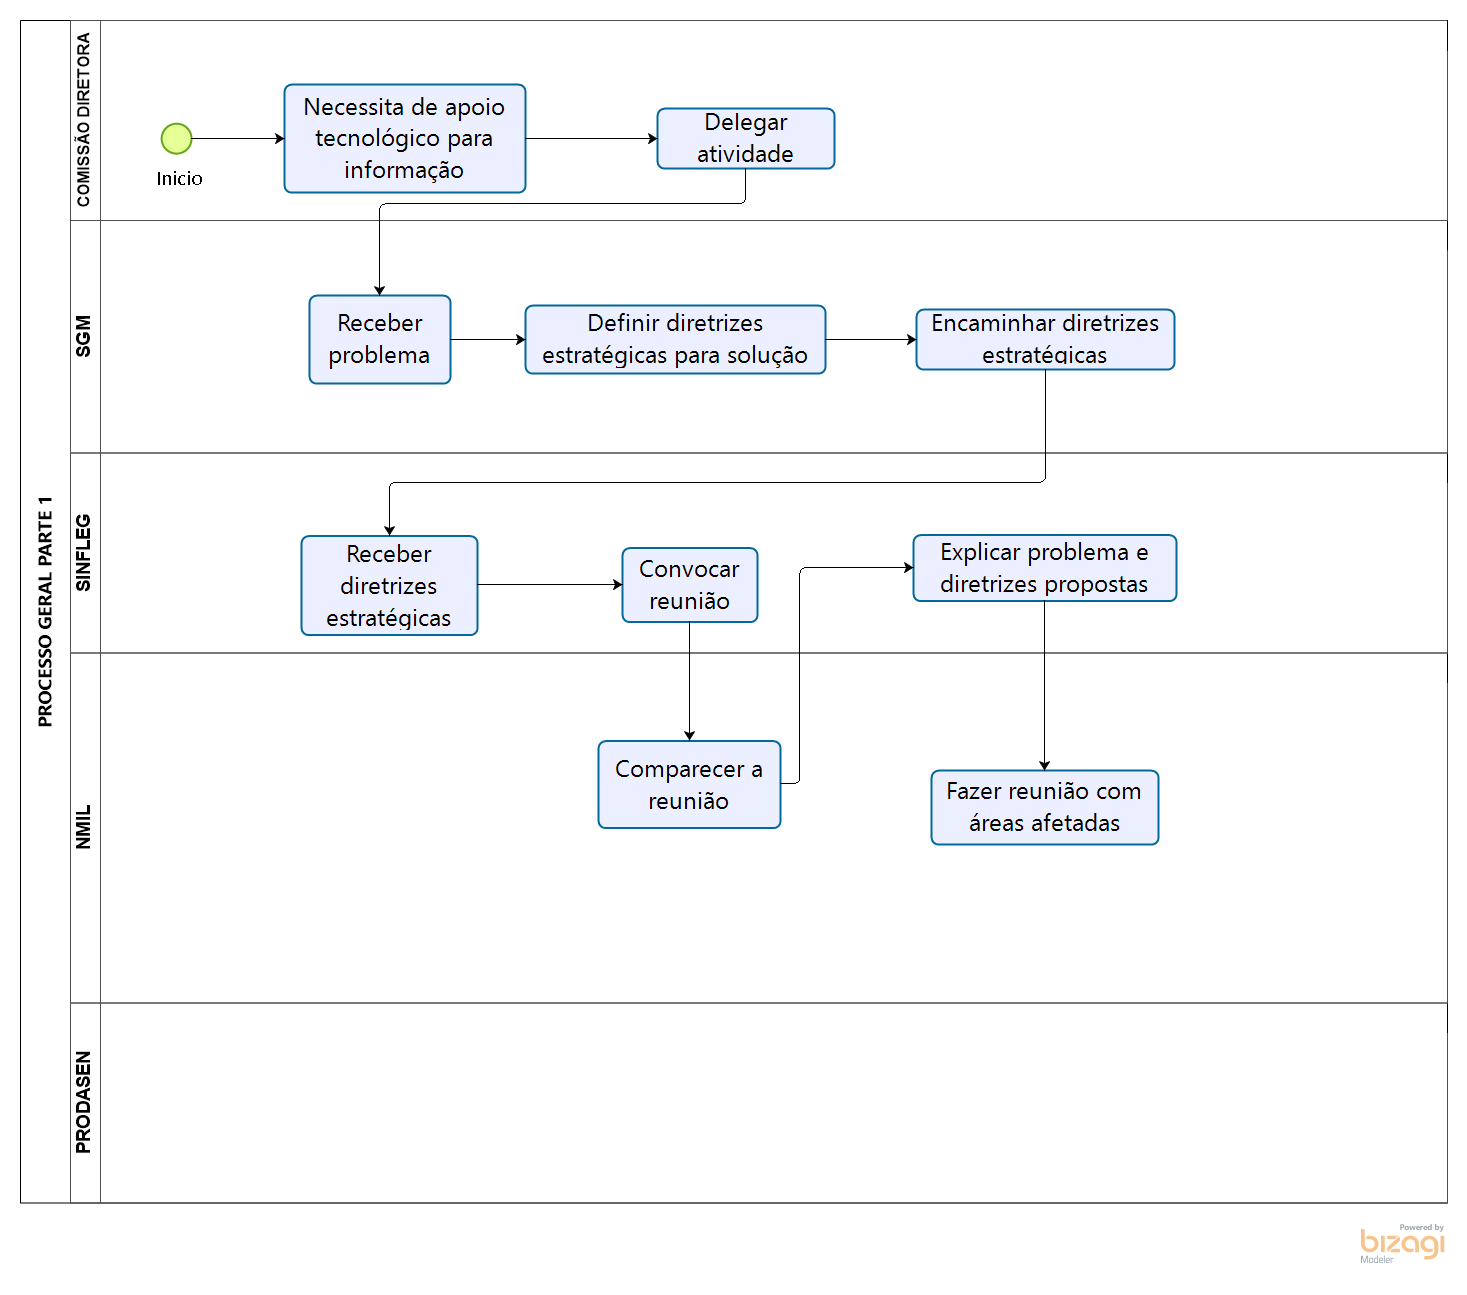 PROCESSO GERAL PARTE 1
COMISSÃO DIRETORA
Inicio
Necessita de apoio
tecnológico para
informação
Delegar
atividade
SGM
Receber
problema
Definir diretrizes
estratégicas para solução
Encaminhar diretrizes
estratégicas
SINFLEG
Receber
diretrizes
estratégicas
Convocar
reunião
Explicar problema e
diretrizes propostas
NMIL
Comparecer a
reunião
Fazer reunião com
áreas afetadas
PRODASEN
Powered by
bizagi
Modeler